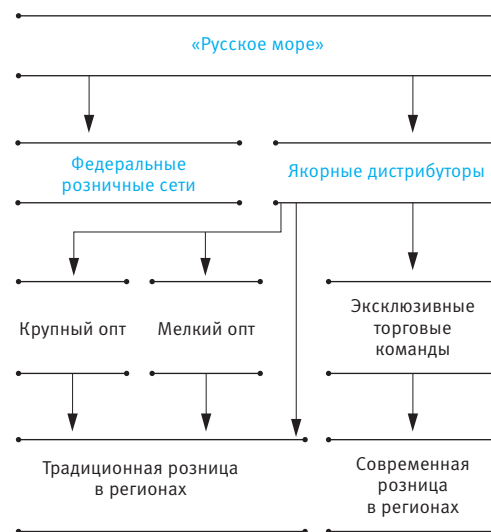 «Русское море»
Федеральные
розничные сети
Якорные дистрибуторы
Крупный опт
Мелкий опт
Эксклюзивные
торговые
команды
Традиционная розница
в регионах
Современная
розница
в регионах